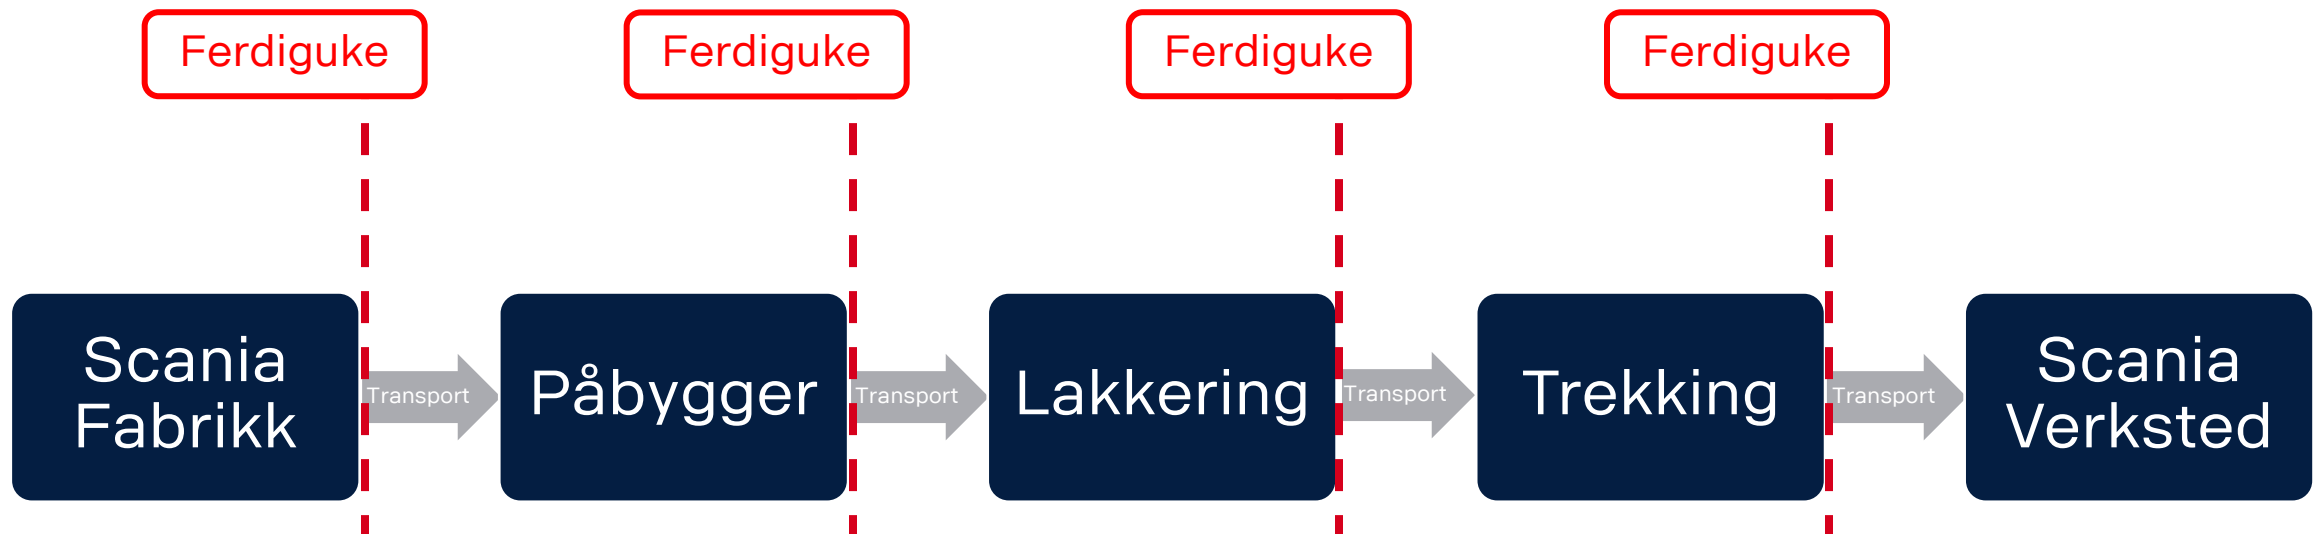 Ferdiguke
Ferdiguke
Ferdiguke
Ferdiguke
Scania
Fabrikk
Transport
Påbygger
Transport
Lakkering
Transport
Trekking
Transport
Scania
Verksted